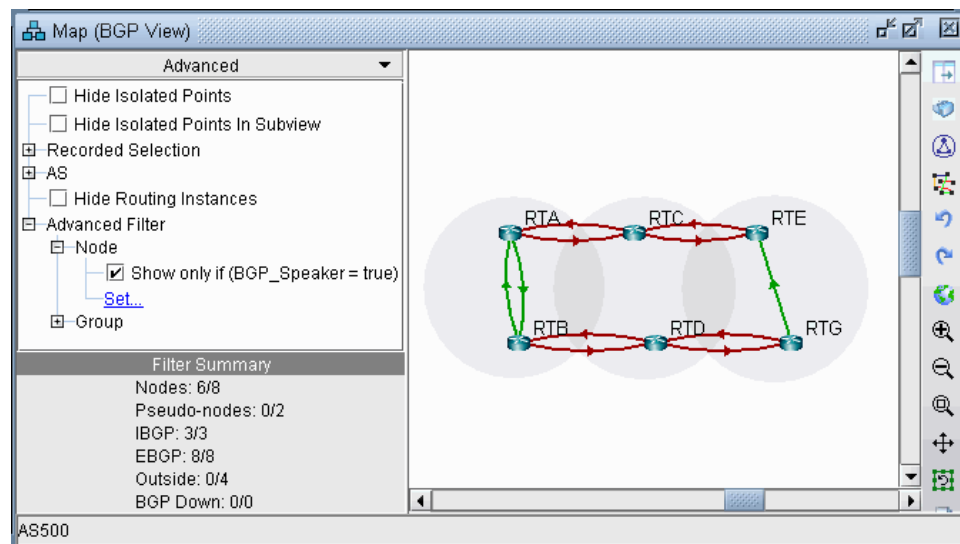 Map (BGP View)
Advanced
Hide Isolated Points
Hide Isolated Points In Subview
Recorded Selection
AS
Hide Routing Instances
Advanced Filter
Node
Show only if (BGP_Speaker = true)
Set...
Group
Filter Summary
Nodes: 6/8
Pseudo-nodes: 0/2
IBGP: 3/3
EBGP: 8/8
Outside: 0/4
BGP Down: 0/0
RTA
RTC
RTE
RTB
RTD
RTG
AS500